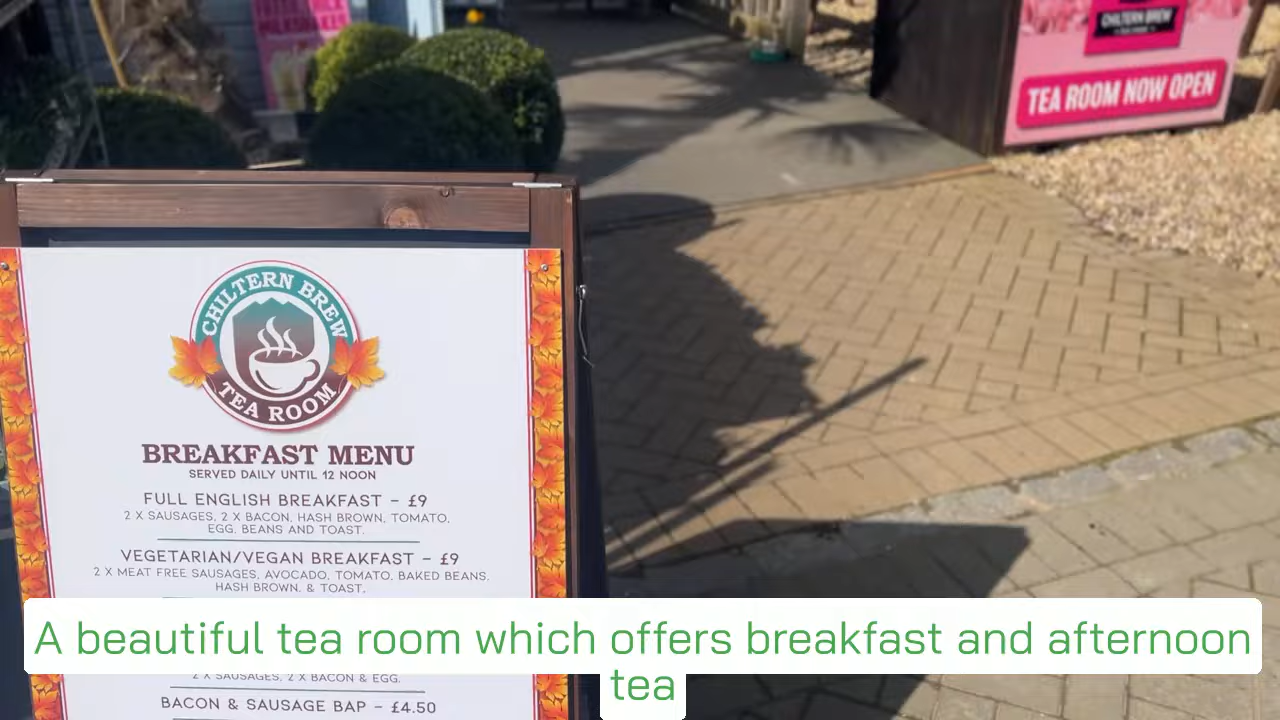 CHILTERN BREW
TEA ROOM NOW OPEN
CHILTERN BREW
TEA ROOM
BREAKFAST MENU
SERVED DAILY UNTIL 12 NOON
FULL ENGLISH BREAKFAST – £9
2 X SAUSAGES, 2 X BACON, HASH BROWN, TOMATO,
EGG, BEANS AND TOAST.
VEGETARIAN/VEGAN BREAKFAST – £9
2 X MEAT FREE SAUSAGES, AVOCADO, TOMATO, BAKED BEANS,
HASH BROWN, & TOAST,
A beautiful tea room which offers breakfast and afternoon
tea
2 X SAUSAGES, 2 X BACON & EGG.
BACON & SAUSAGE BAP – £4.50